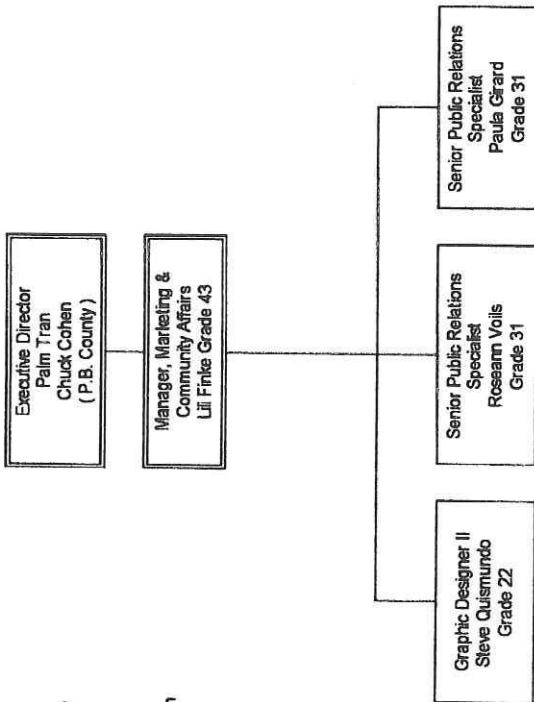 Executive Director
Palm Tran
Chuck Cohen
( P.B. County )
Manager, Marketing &
Community Affairs
Lili Finke Grade 43
Graphic Designer II
Steve Quismundo
Grade 22
Senior Public Relations
Specialist
Roseann Voils
Grade 31
Senior Public Relations
Specialist
Paula Girard
Grade 31